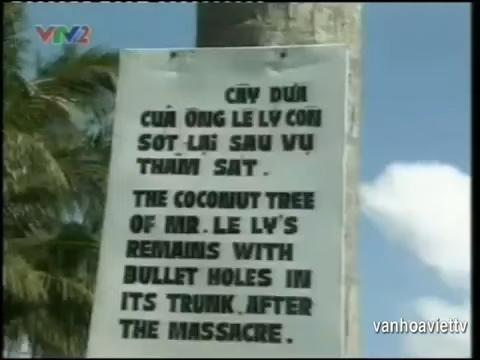 VTV2
CÂY DỪA
CỦA ÔNG LE LY CÒN
SÓT LẠI SAU VỤ
THẢM SÁT.
THE COCONUT TREE
OF MR. LE LY'S
REMAINS WITH
BULLET HOLES IN
ITS TRUNK. AFTER
THE MASSACRE.
vanhoaviettv